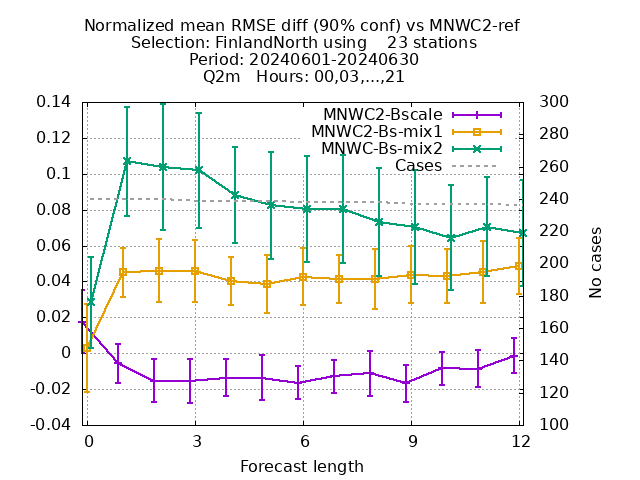 Normalized mean RMSE diff (90% conf) vs MNWC2-ref
Selection: FinlandNorth using    23 stations
Period: 20240601-20240630
Q2m   Hours: 00,03,...,21
MNWC2-Bscale
MNWC2-Bs-mix1
MNWC-Bs-mix2
Cases
0.14
0.12
0.1
0.08
0.06
0.04
0.02
0
-0.02
-0.04
300
280
260
240
220
200
180
160
140
120
100
No cases
0 3 6 9 12
Forecast length